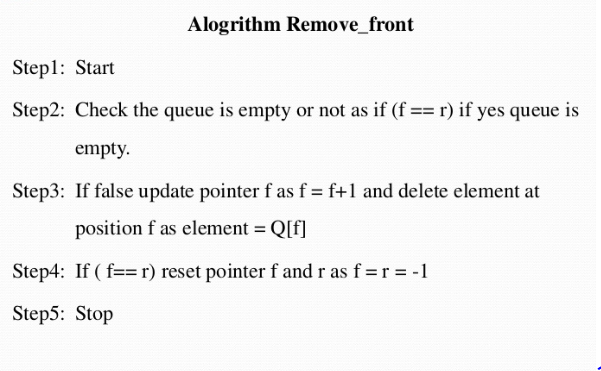 Alogrithm Remove_front
Step1: Start
Step2: Check the queue is empty or not as if (f == r) if yes queue is
empty.
Step3: If false update pointer f as f = f+1 and delete element at
position f as element = Q[f]
Step4: If ( f== r) reset pointer f and r as f = r = -1
Step5: Stop